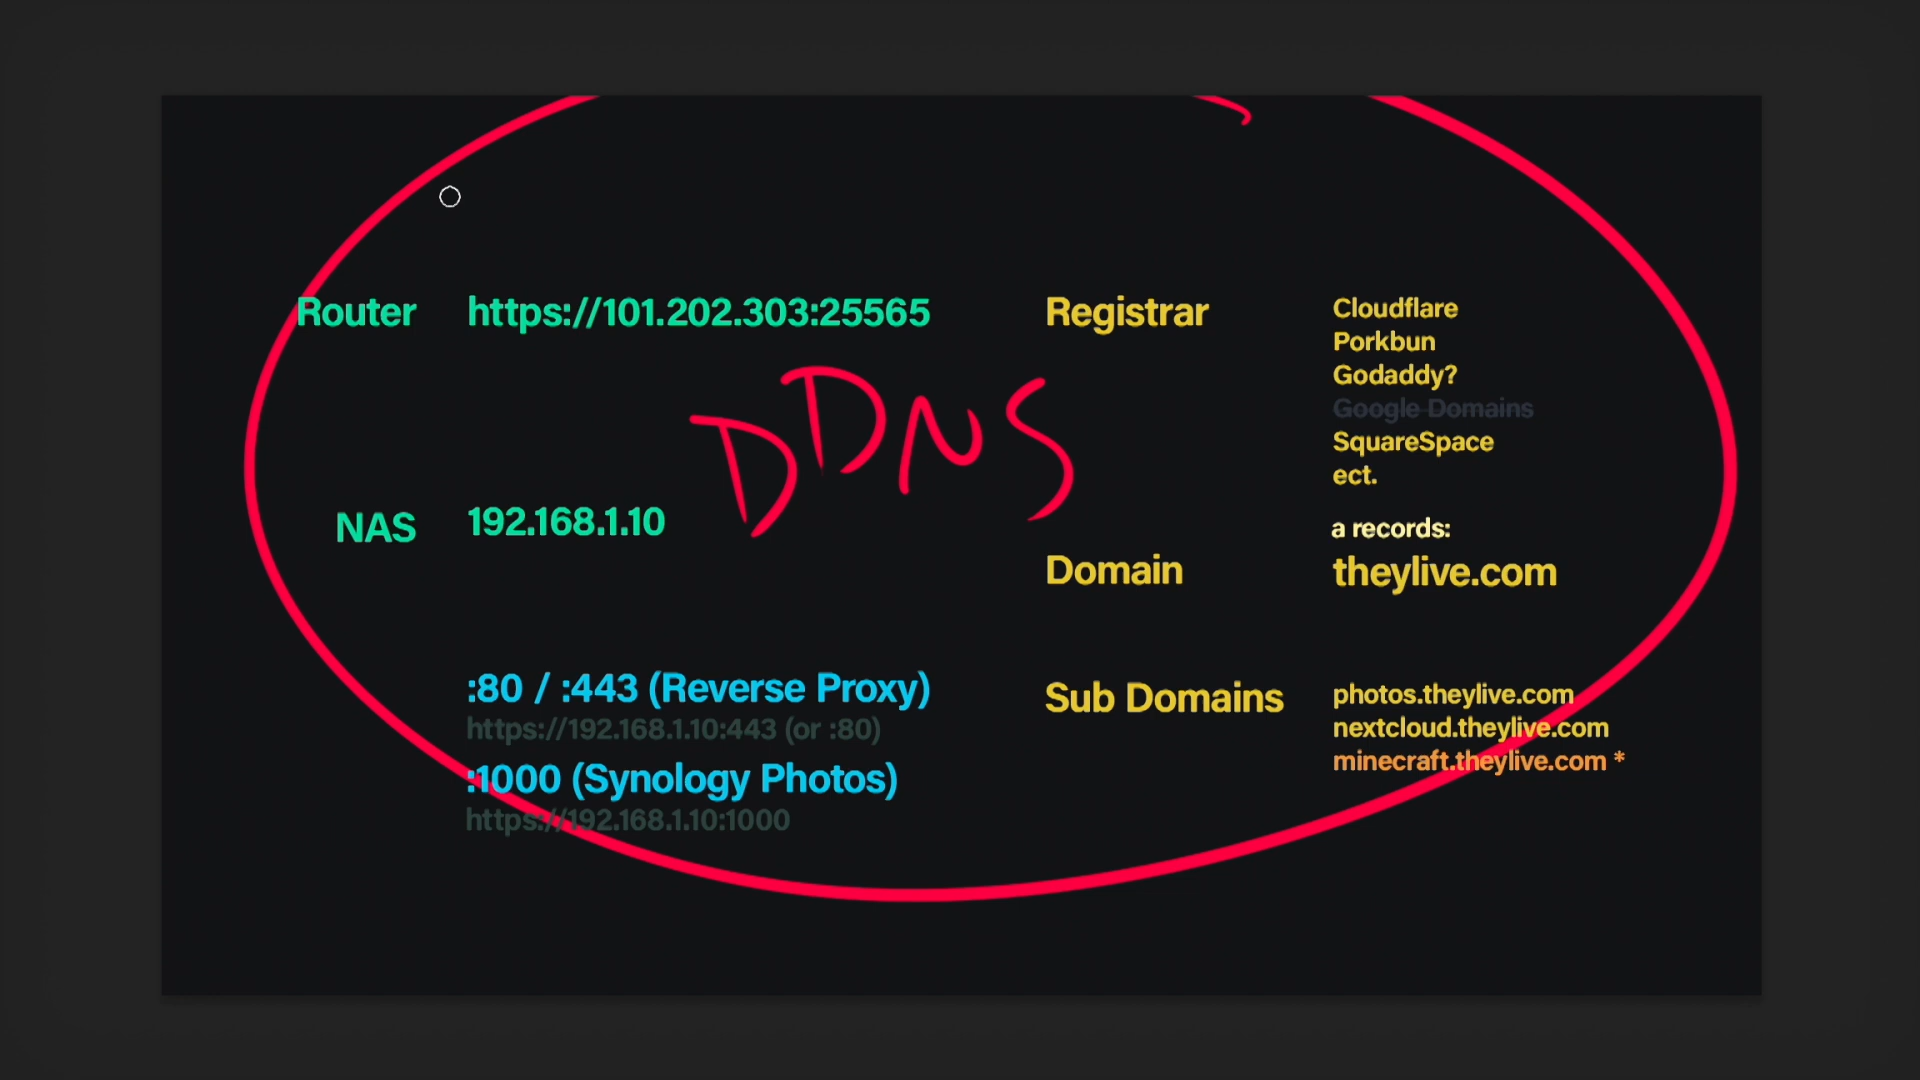 Router
https://101.202.303:25565
NAS
192.168.1.10
DDNS
:80 / :443 (Reverse Proxy)
https://192.168.1.10:443 (or :80)
:1000 (Synology Photos)
https://192.168.1.10:1000
Registrar
Cloudflare
Porkbun
Godaddy?
Google Domains
SquareSpace
ect.
Domain
a records:
theylive.com
Sub Domains
photos.theylive.com
nextcloud.theylive.com
minecraft.theylive.com *